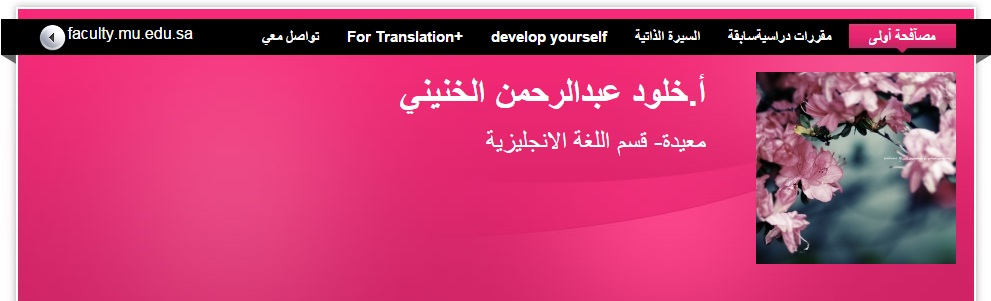 مصآفحة أولى مقررات دراسيةسابقة السيرة الذاتية develop yourself For Translation+ تواصل معي faculty.mu.edu.sa
أ.خلود عبدالرحمن الخنيني
معيدة- قسم اللغة الانجليزية